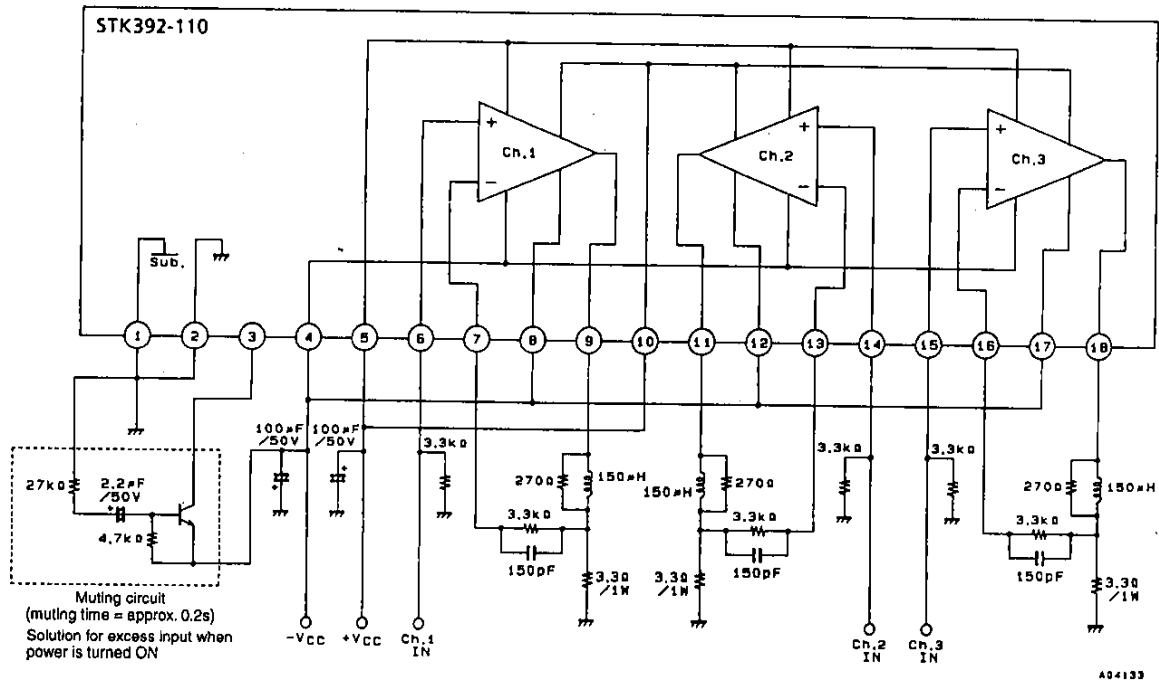 STK392-110
+
Ch.1
−
+
Ch.2
−
+
Ch.3
−
Sub.
1
2
3
4
5
6
7
8
9
10
11
12
13
14
15
16
17
18
100µF
/50V
100µF
/50V
3.3kΩ
3.3kΩ
3.3kΩ
27kΩ
2.2µF
/50V
+
4.7kΩ
+
+
270Ω
150µH
150µH
270Ω
270Ω
150µH
3.3kΩ
3.3kΩ
3.3kΩ
150pF
150pF
150pF
3.3Ω
/1W
3.3Ω
/1W
3.3Ω
/1W
Muting circuit
(muting time = approx. 0.2s)
Solution for excess input when
power is turned ON
-VCC
+VCC
Ch.1
IN
Ch.2
IN
Ch.3
IN
A04133